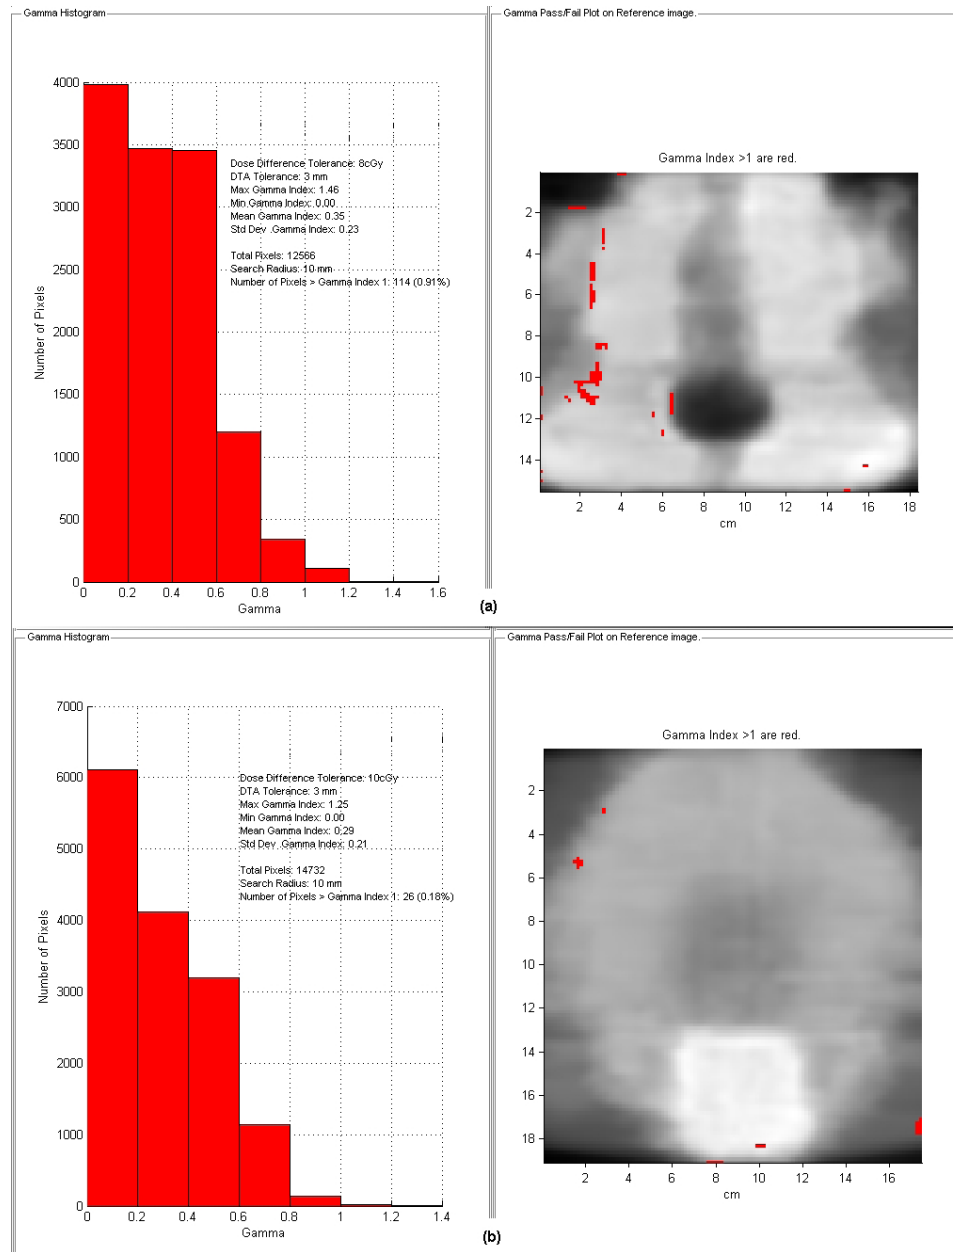 Gamma Histogram
4000
3500
3000
2500
2000
1500
1000
500
0
Number of Pixels
Dose Difference Tolerance: 8cGy
DTA Tolerance: 3 mm
Max Gamma Index: 1.46
Min Gamma Index: 0.00
Mean Gamma Index: 0.35
Std Dev .Gamma Index: 0.23
Total Pixels: 12566
Search Radius: 10 mm
Number of Pixels > Gamma Index 1: 114 (0.91%)
0 0.2 0.4 0.6 0.8 1 1.2 1.4 1.6
Gamma
Gamma Pass/Fail Plot on Reference image.
Gamma Index >1 are red.
2
4
6
8
10
12
14
2 4 6 8 10 12 14 16 18
cm
(a)
Gamma Histogram
7000
6000
5000
4000
3000
2000
1000
0
Number of Pixels
Dose Difference Tolerance: 10cGy
DTA Tolerance: 3 mm
Max Gamma Index: 1.25
Min Gamma Index: 0.00
Mean Gamma Index: 0.29
Std Dev .Gamma Index: 0.21
Total Pixels: 14732
Search Radius: 10 mm
Number of Pixels > Gamma Index 1: 26 (0.18%)
0 0.2 0.4 0.6 0.8 1 1.2 1.4
Gamma
Gamma Pass/Fail Plot on Reference image.
Gamma Index >1 are red.
2
4
6
8
10
12
14
16
18
2 4 6 8 10 12 14 16
cm
(b)